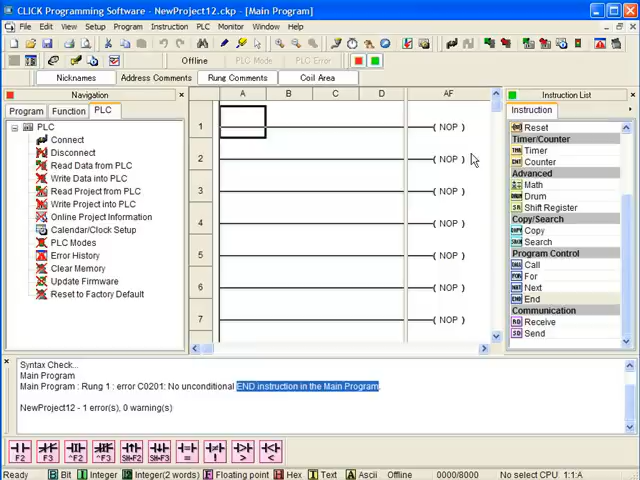 CLICK Programming Software - NewProject12.ckp - [Main Program]
File Edit View Setup Program Instruction PLC Monitor Window Help
Offline PLC Mode PLC Error
Nicknames Address Comments Rung Comments Coil Area
Navigation
Program Function PLC
PLC
Connect
Disconnect
Read Data from PLC
Write Data into PLC
Read Project from PLC
Write Project into PLC
Online Project Information
Calendar/Clock Setup
PLC Modes
Error History
Clear Memory
Update Firmware
Reset to Factory Default
A B C D AF
1 ( NOP )
2 ( NOP )
3 ( NOP )
4 ( NOP )
5 ( NOP )
6 ( NOP )
7 ( NOP )
Instruction List
Instruction
Reset
Timer/Counter
Timer
Counter
Advanced
Math
Drum
Shift Register
Copy/Search
Copy
Search
Program Control
Call
For
Next
End
Communication
Receive
Send
Syntax Check...
Main Program
Main Program : Rung 1 : error C0201: No unconditional END instruction in the Main Program.
NewProject12 - 1 error(s), 0 warning(s)
F2 F3 ^F2 ^F3 SH-F2 SH-F3 = ! > <
Ready Bit Integer Integer(2 words) Floating point Hex Text Ascii Offline 0000/8000 No select CPU 1:1:A